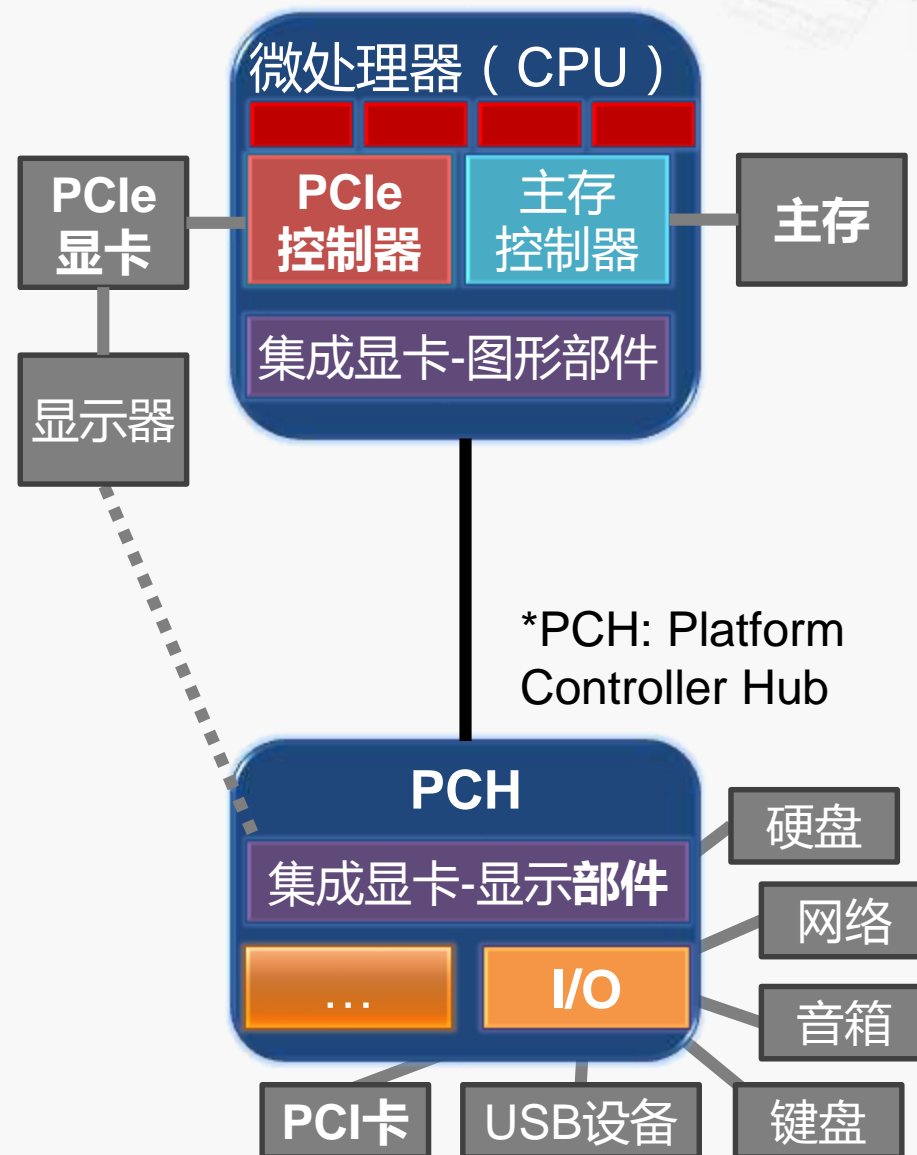 微处理器（CPU）
PCIe
显卡
PCIe
控制器
主存
控制器
主存
集成显卡-图形部件
显示器
*PCH: Platform
Controller Hub
PCH
硬盘
集成显卡-显示部件
网络
...
I/O
音箱
PCI卡
USB设备
键盘